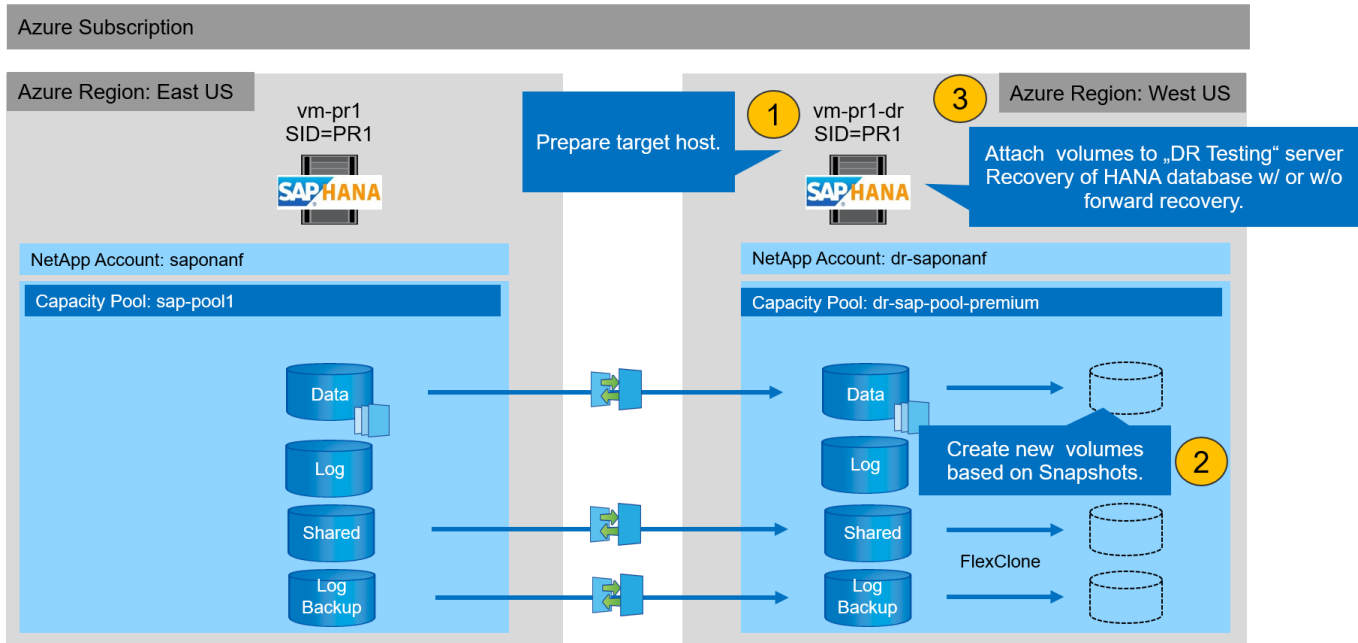 Azure Subscription
Azure Region: East US
vm-pr1
SID=PR1
SAP HANA
Prepare target host.
1
vm-pr1-dr
SID=PR1
SAP HANA
3
Azure Region: West US
Attach volumes to „DR Testing“ server
Recovery of HANA database w/ or w/o
forward recovery.
NetApp Account: saponanf
Capacity Pool: sap-pool1
NetApp Account: dr-saponanf
Capacity Pool: dr-sap-pool-premium
Data
Log
Shared
Log
Backup
Data
Log
Shared
Log
Backup
Create new volumes
based on Snapshots.
2
FlexClone